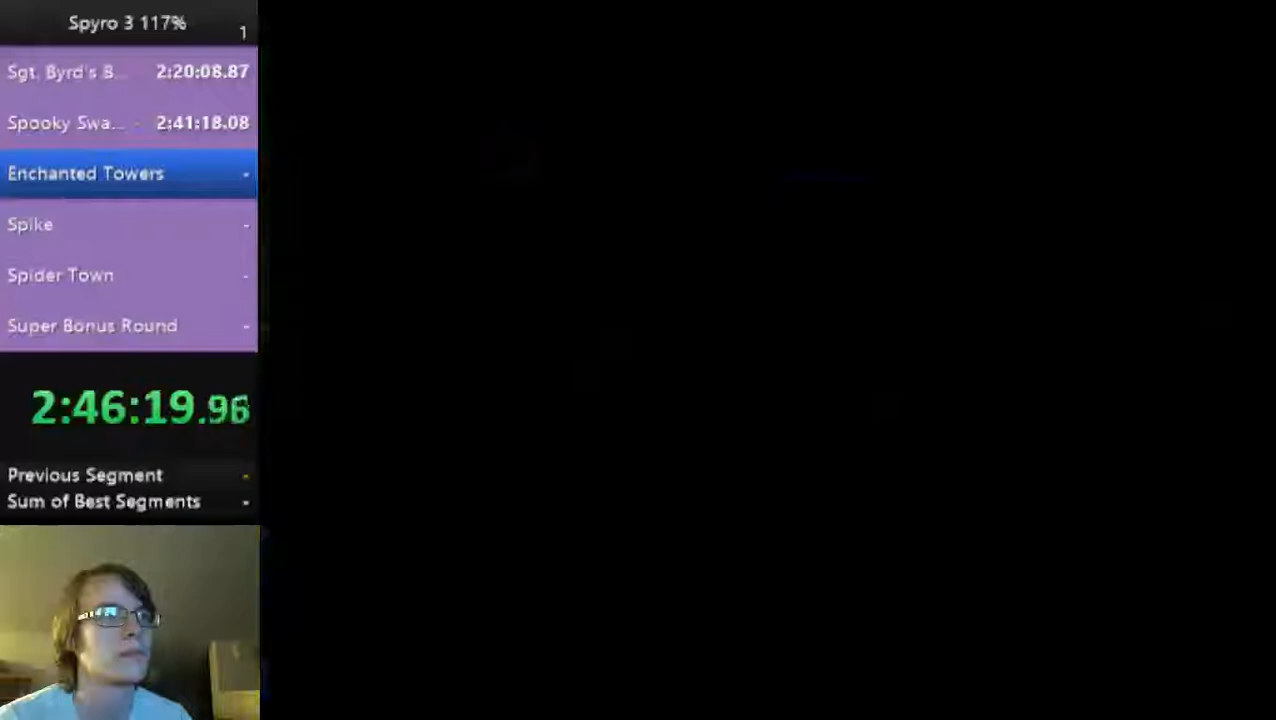 Spyro 3 117%
1
Sgt. Byrd's B... 2:20:08.87
Spooky Swa... - 2:41:18.08
Enchanted Towers -
Spike -
Spider Town -
Super Bonus Round -
2:46:19.96
Previous Segment -
Sum of Best Segments -